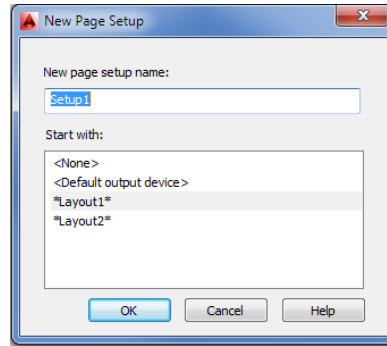 New Page Setup
New page setup name:
Setup1
Start with:
<None>
<Default output device>
*Layout1*
*Layout2*
OK Cancel Help